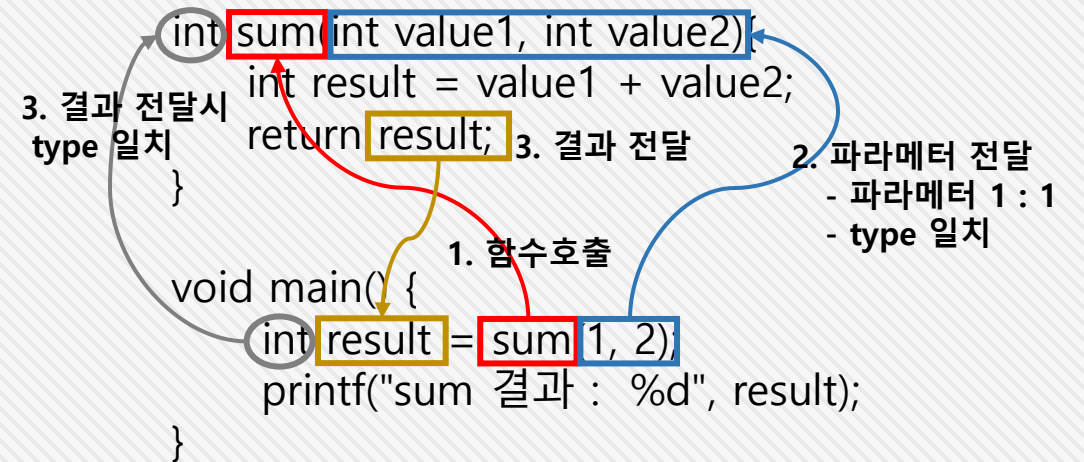 int sum(int value1, int value2){
int result = value1 + value2;
3. 결과 전달시
type 일치
return result;
3. 결과 전달
2. 파라메터 전달
- 파라메터 1 : 1
- type 일치
}
1. 함수호출
void main() {
int result = sum(1, 2);
printf("sum 결과 : %d", result);
}